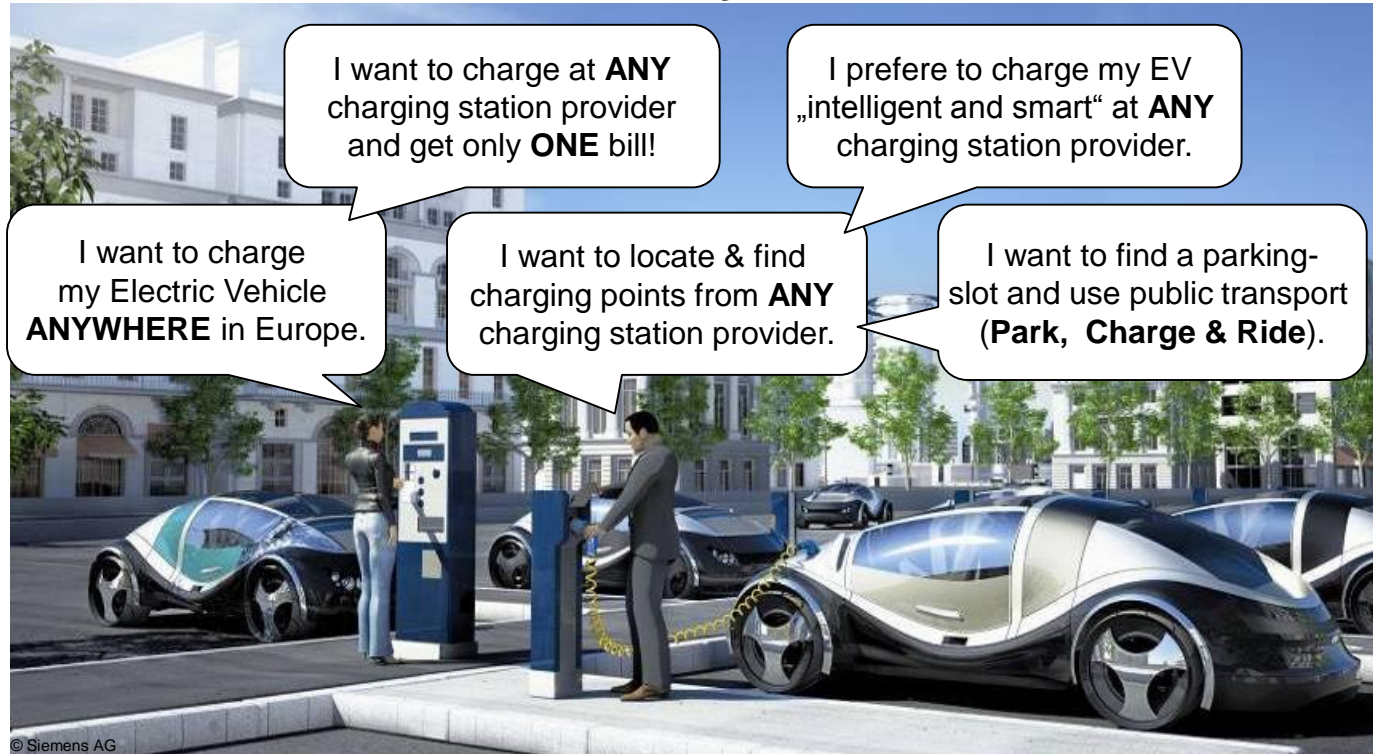 I want to charge at ANY
charging station provider
and get only ONE bill!
I prefere to charge my EV
„intelligent and smart“ at ANY
charging station provider.
I want to charge
my Electric Vehicle
ANYWHERE in Europe.
I want to locate & find
charging points from ANY
charging station provider.
I want to find a parking-
slot and use public transport
(Park, Charge & Ride).
© Siemens AG